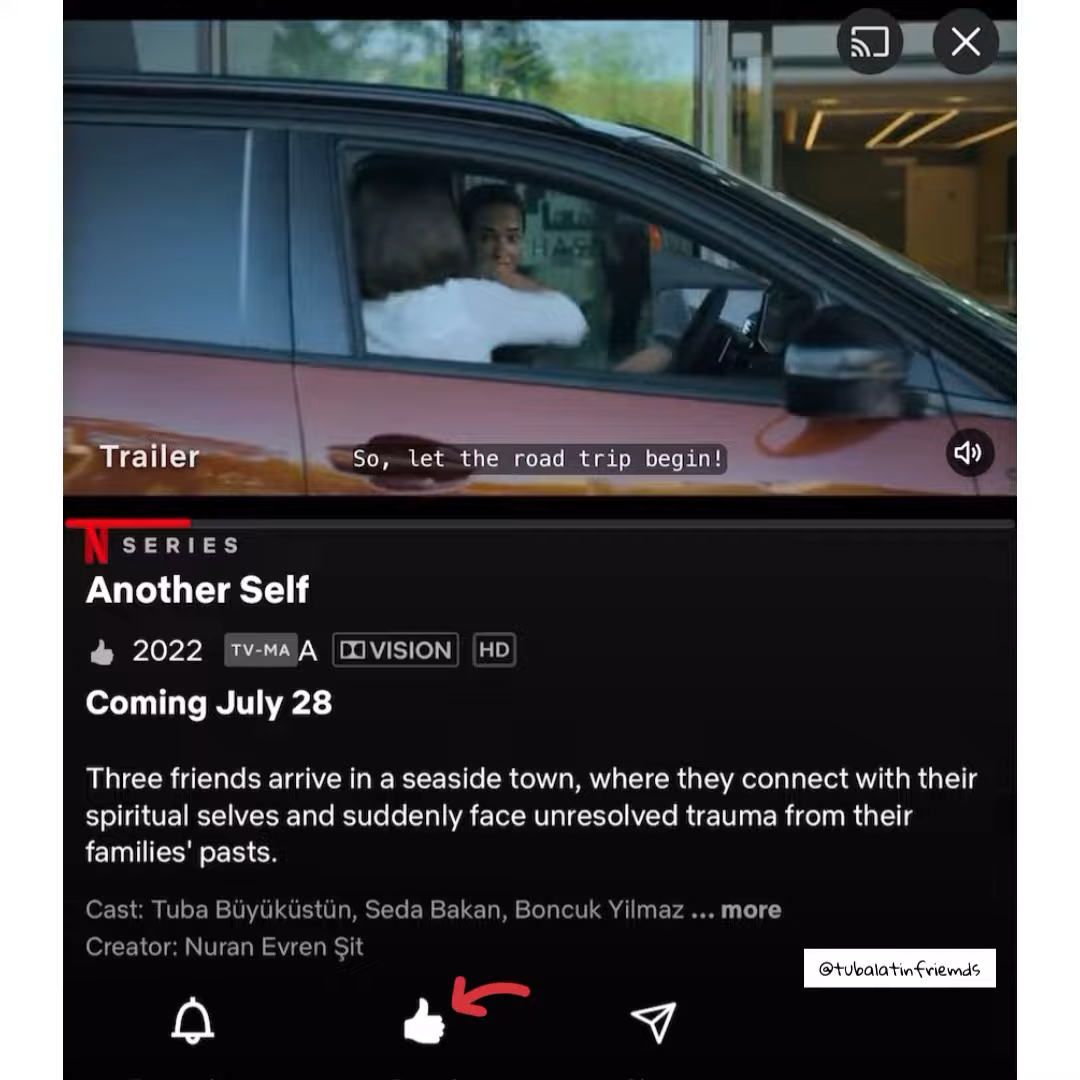 Trailer
So, let the road trip begin!
N SERIES
Another Self
2022 TV-MA A VISION HD
Coming July 28
Three friends arrive in a seaside town, where they connect with their
spiritual selves and suddenly face unresolved trauma from their
families' pasts.
Cast: Tuba Büyüküstün, Seda Bakan, Boncuk Yilmaz ... more
Creator: Nuran Evren Şit
@tubalatinfriemds